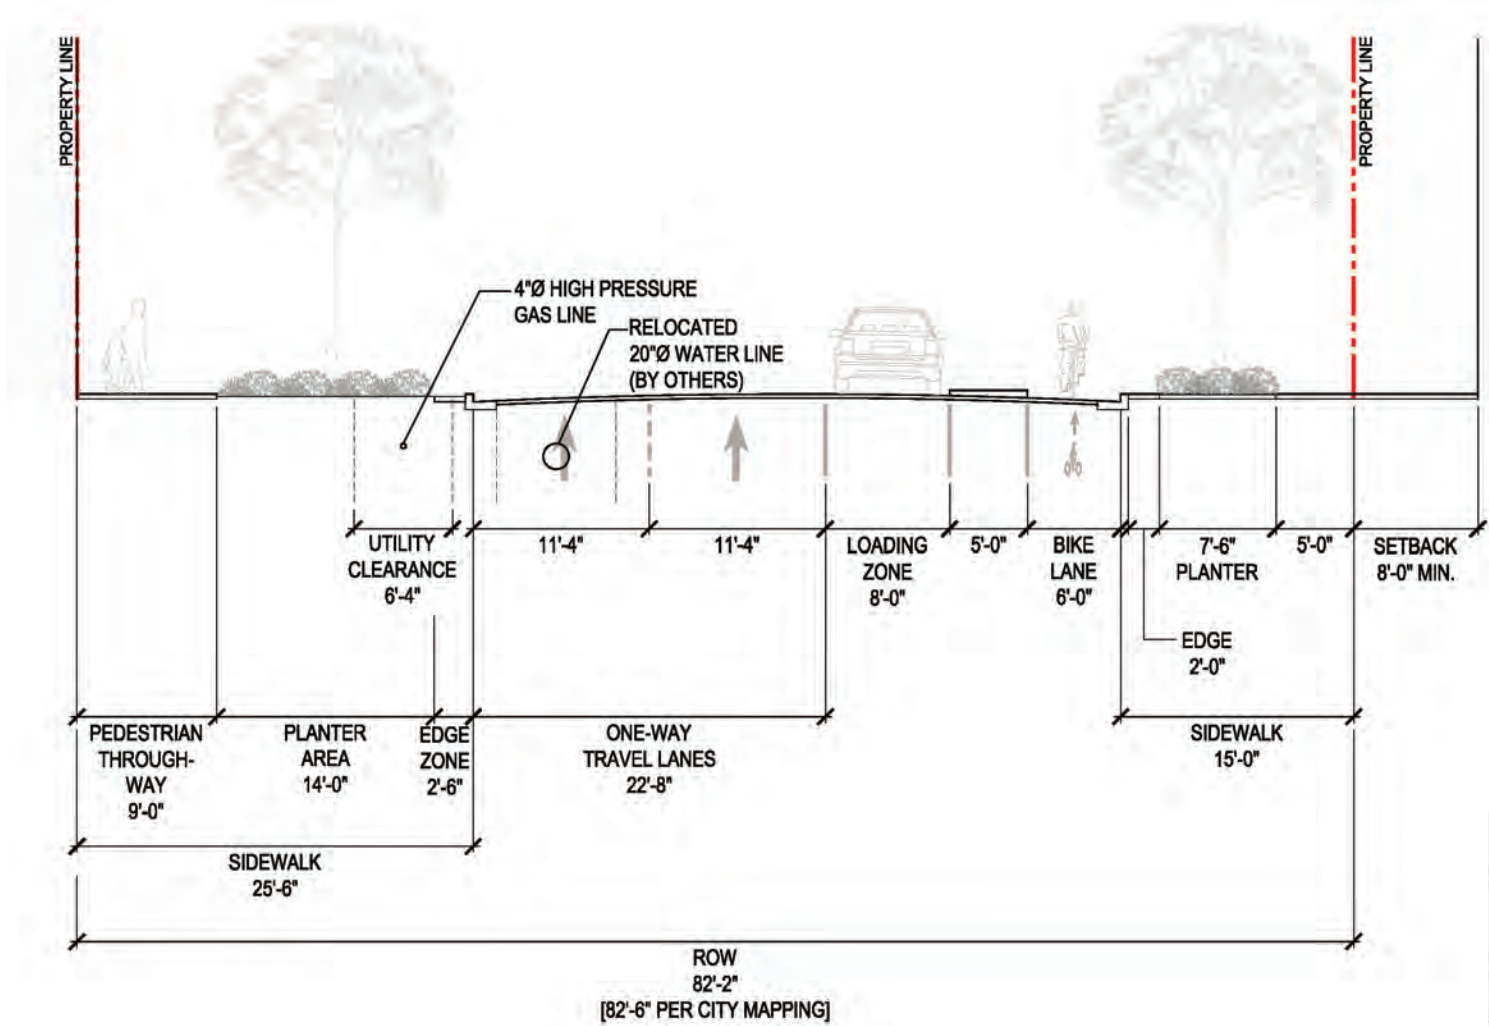 PROPERTY LINE
PROPERTY LINE
4"Ø HIGH PRESSURE
GAS LINE
RELOCATED
20"Ø WATER LINE
(BY OTHERS)
UTILITY
CLEARANCE
6'-4"
11'-4"
11'-4"
LOADING
ZONE
8'-0"
5'-0"
BIKE
LANE
6'-0"
7'-6"
PLANTER
5'-0"
SETBACK
8'-0" MIN.
EDGE
2'-0"
PEDESTRIAN
THROUGH-
WAY
9'-0"
PLANTER
AREA
14'-0"
EDGE
ZONE
2'-6"
ONE-WAY
TRAVEL LANES
22'-8"
SIDEWALK
15'-0"
SIDEWALK
25'-6"
ROW
82'-2"
[82'-6" PER CITY MAPPING]